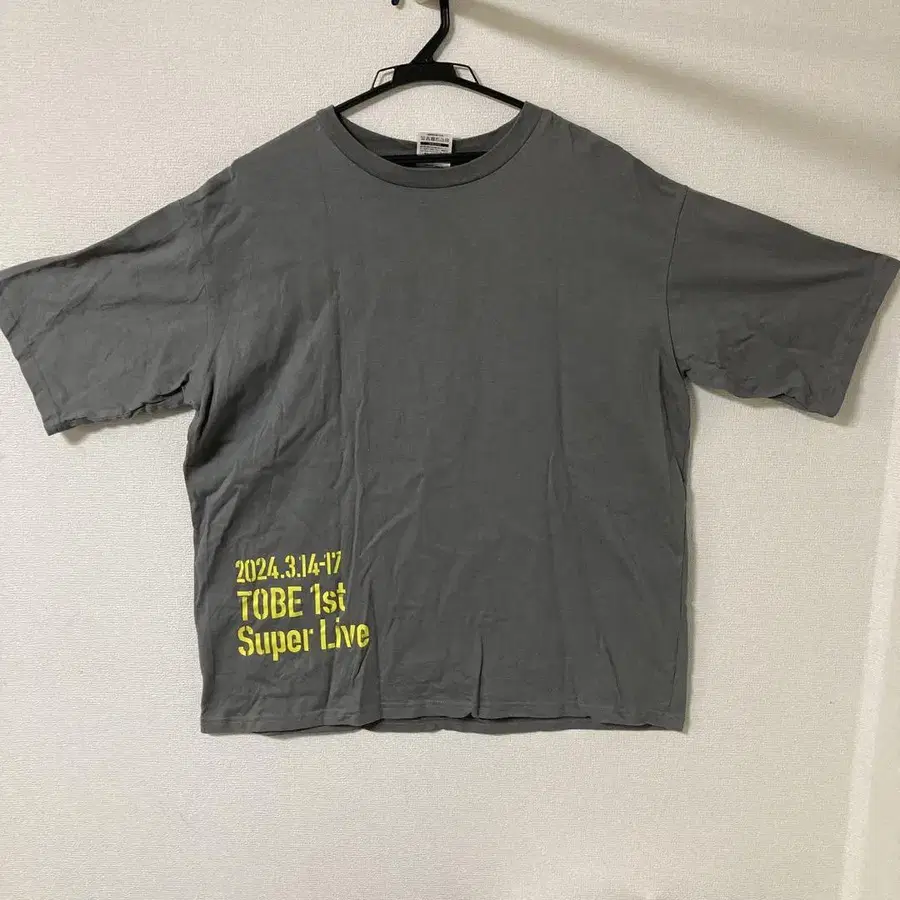 2024.3.14-17
TOBE 1st
Super Live